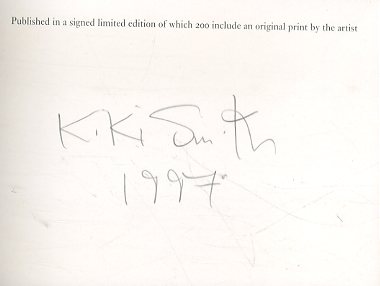 Published in a signed limited edition of which 200 include an original print by the artist
Kiki Smith
1997